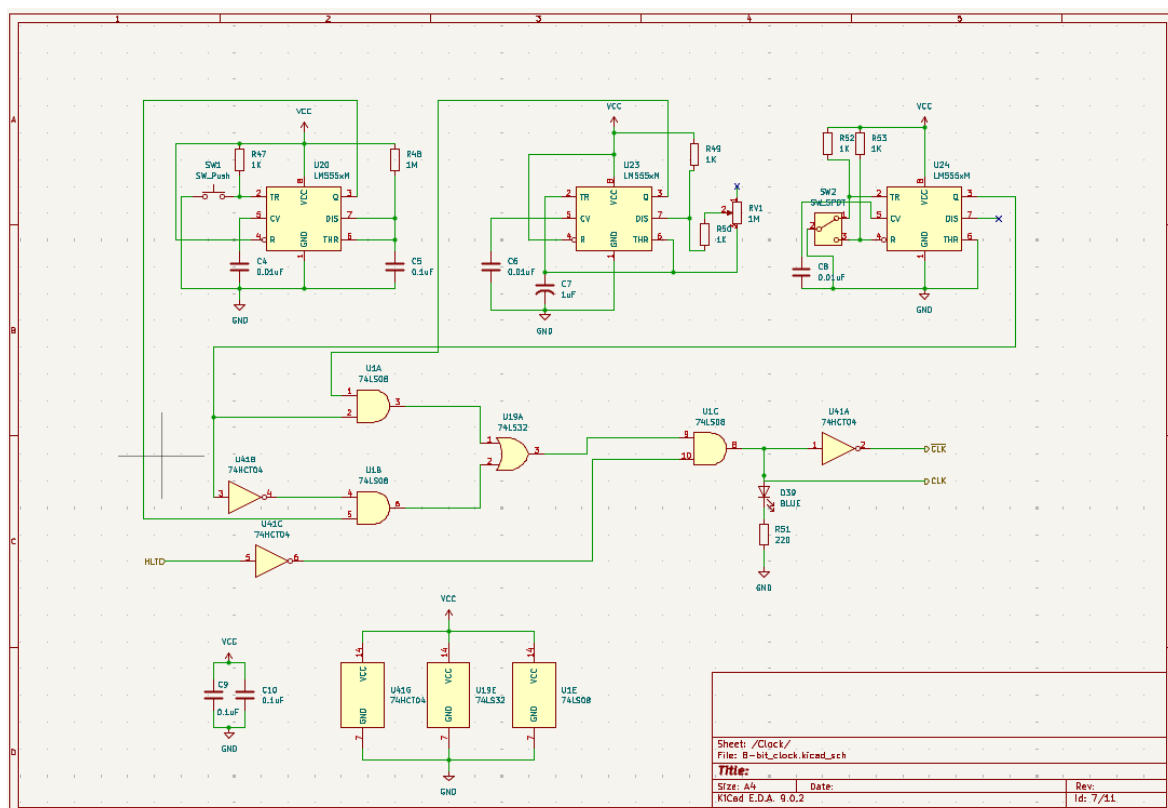 1 2 3 4 5
A
B
C
D
VCC
SW1
SW_Push
R47
1K
U20
LM555xM
R48
1M
2 TR
Q 3
5 CV
DIS 7
4 R
THR 6
VCC 8
GND 1
C4
0.01uF
C5
0.1uF
GND
VCC
U23
LM555xM
R49
1K
2 TR
Q 3
5 CV
DIS 7
4 R
THR 6
VCC 8
GND 1
R50
1K
2
RV1
1M
C6
0.01uF
C7
1uF
GND
VCC
R52
1K
R53
1K
U24
LM555xM
SW2
SW_SPDT
2 1 3
2 TR
Q 3
5 CV
DIS 7
4 R
THR 6
VCC 8
GND 1
C8
0.01uF
GND
U1A
74LS08
1 2 3
U41B
74HCT04
3 4
U1B
74LS08
4 5 6
U19A
74LS32
1 2 3
U1C
74LS08
9 10 8
U41A
74HCT04
1 2
CLK
CLK
D39
BLUE
R51
220
GND
U41C
74HCT04
HLT
5 6
VCC
C9
0.1uF
C10
0.1uF
GND
VCC
14 14 14
VCC VCC VCC
U41G
74HCT04
U19E
74LS32
U1E
74LS08
GND GND GND
7 7 7
GND
Sheet: /Clock/
File: 8-bit_clock.kicad_sch
Title:
Size: A4 Date: Rev:
KiCad E.D.A. 9.0.2 Id: 7/11